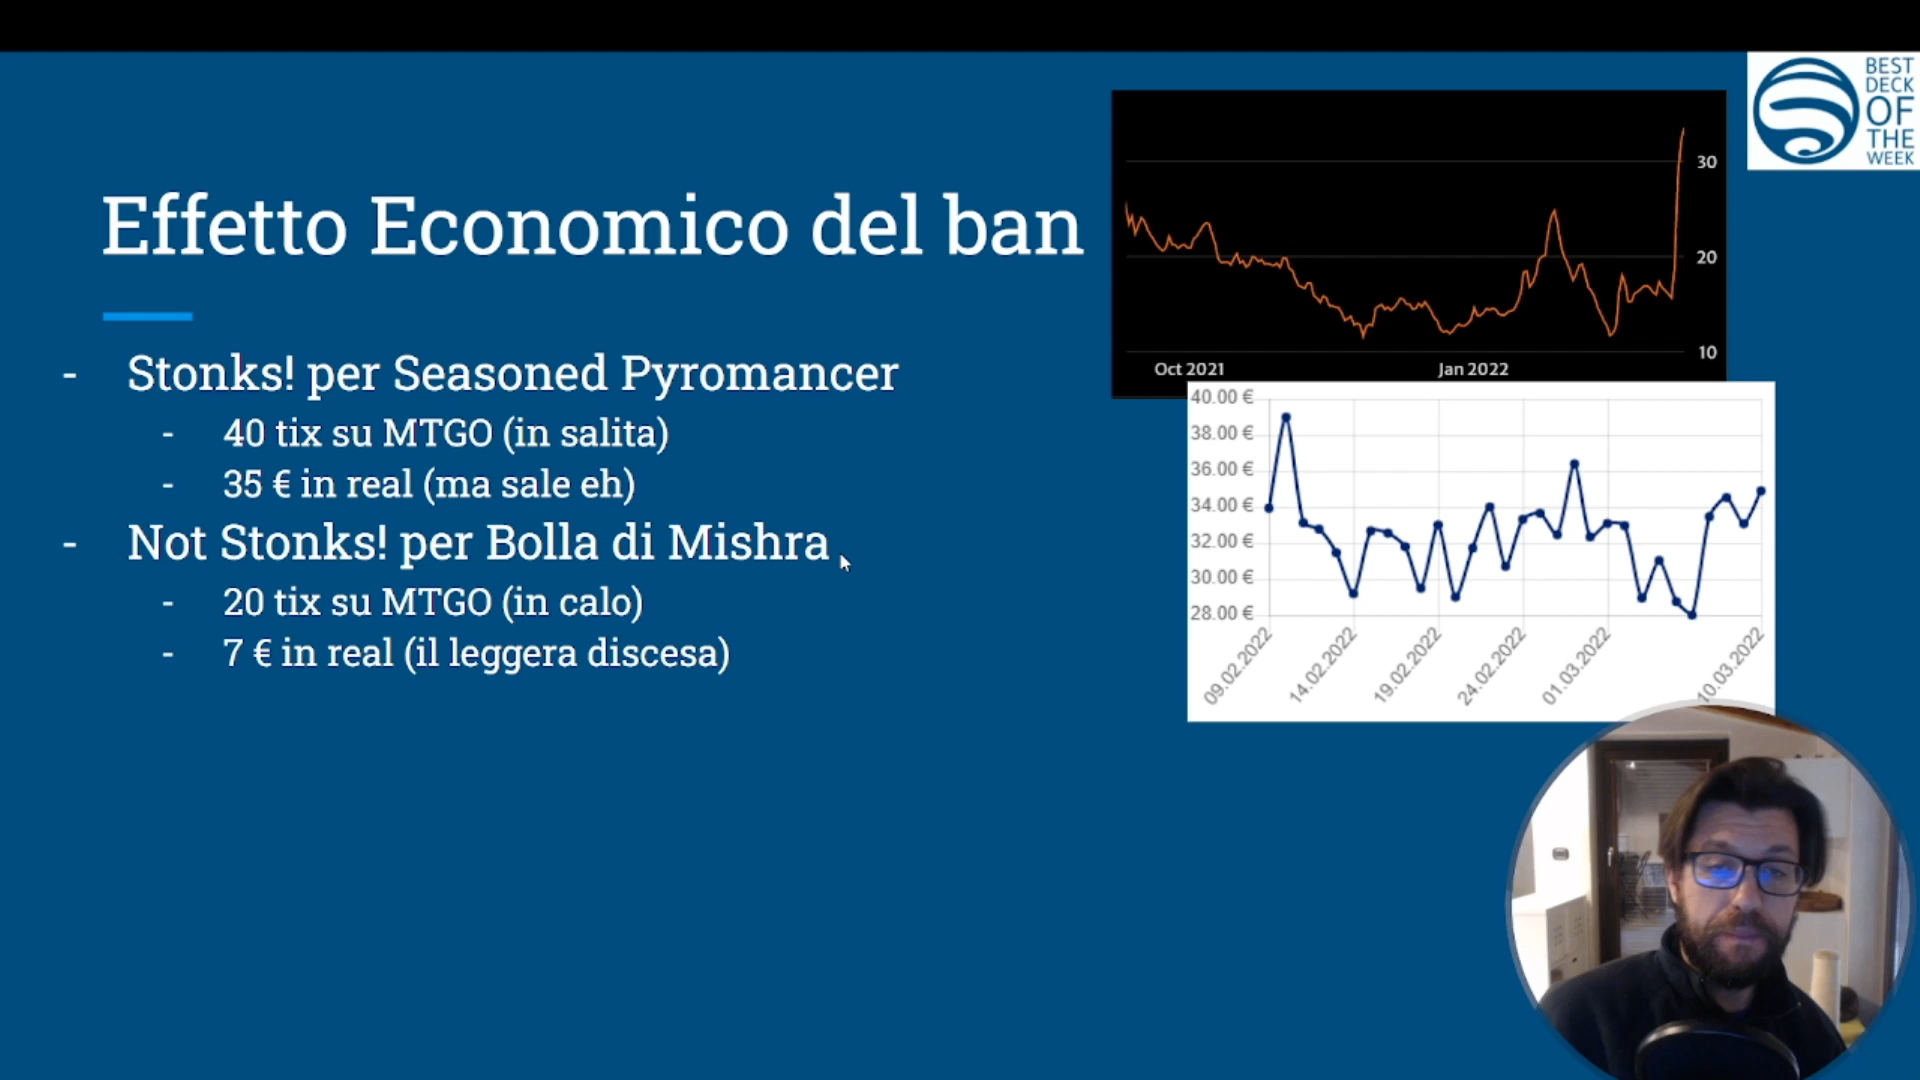 BEST
DECK
OF
THE
WEEK
Effetto Economico del ban
- Stonks! per Seasoned Pyromancer
- 40 tix su MTGO (in salita)
- 35 € in real (ma sale eh)
- Not Stonks! per Bolla di Mishra
- 20 tix su MTGO (in calo)
- 7 € in real (il leggera discesa)
30
20
10
Oct 2021
Jan 2022
40.00 €
38.00 €
36.00 €
34.00 €
32.00 €
30.00 €
28.00 €
09.02.2022
14.02.2022
19.02.2022
24.02.2022
01.03.2022
10.03.2022